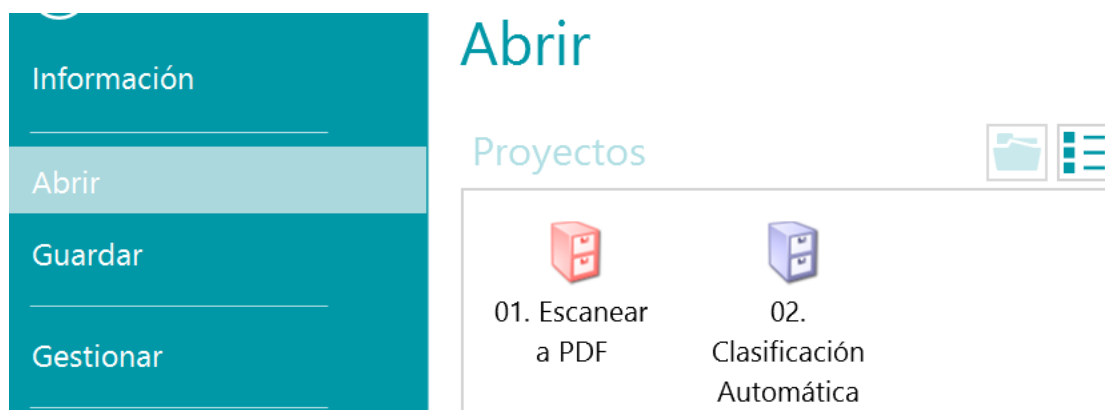 Información
Abrir
Guardar
Gestionar
Abrir
Proyectos
01. Escanear
a PDF
02.
Clasificación
Automática